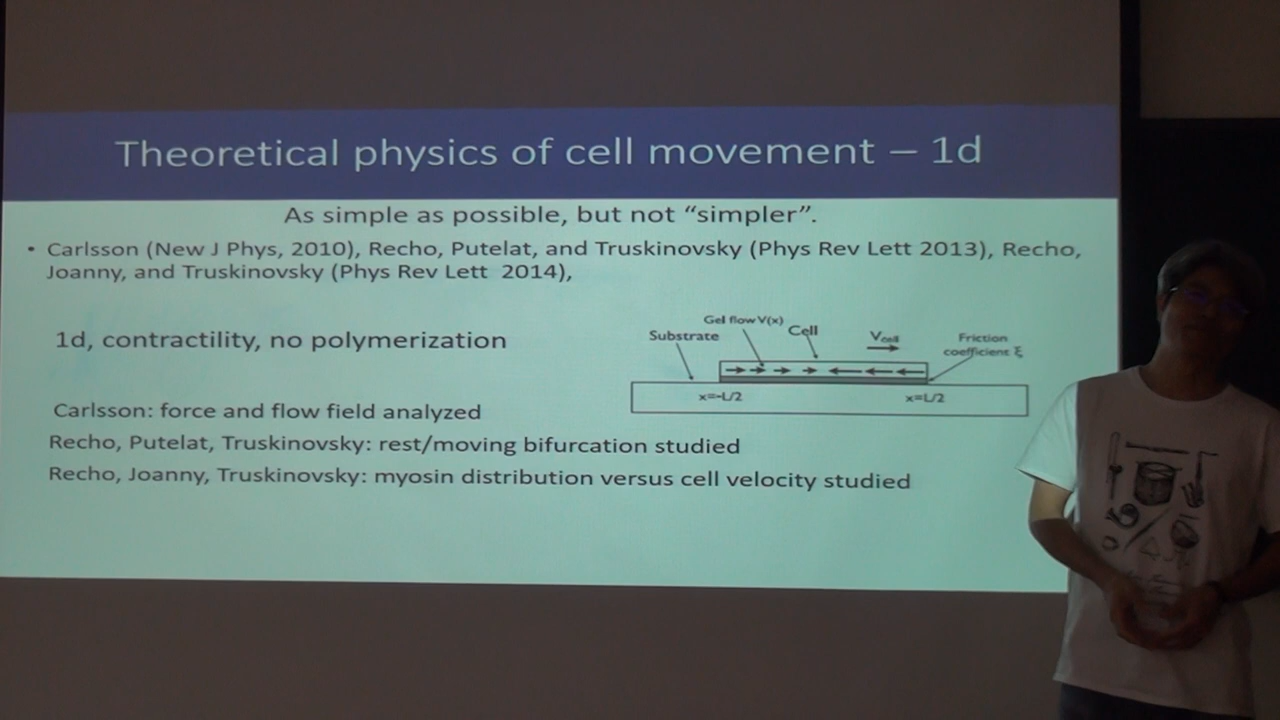 Theoretical physics of cell movement – 1d
As simple as possible, but not “simpler”.
• Carlsson (New J Phys, 2010), Recho, Putelat, and Truskinovsky (Phys Rev Lett 2013), Recho,
Joanny, and Truskinovsky (Phys Rev Lett 2014),
1d, contractility, no polymerization
Gel flow V(x)
Substrate
Cell
Vcell
Friction
coefficient ξ
x=-L/2
x=L/2
Carlsson: force and flow field analyzed
Recho, Putelat, Truskinovsky: rest/moving bifurcation studied
Recho, Joanny, Truskinovsky: myosin distribution versus cell velocity studied